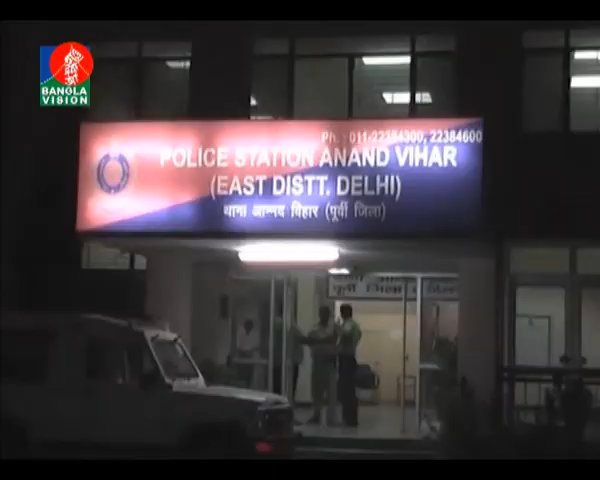 BANGLA
VISION
Ph. : 011-22384300, 22384600
POLICE STATION ANAND VIHAR
(EAST DISTT. DELHI)
थाना आनन्द विहार (पूर्वी जिला)